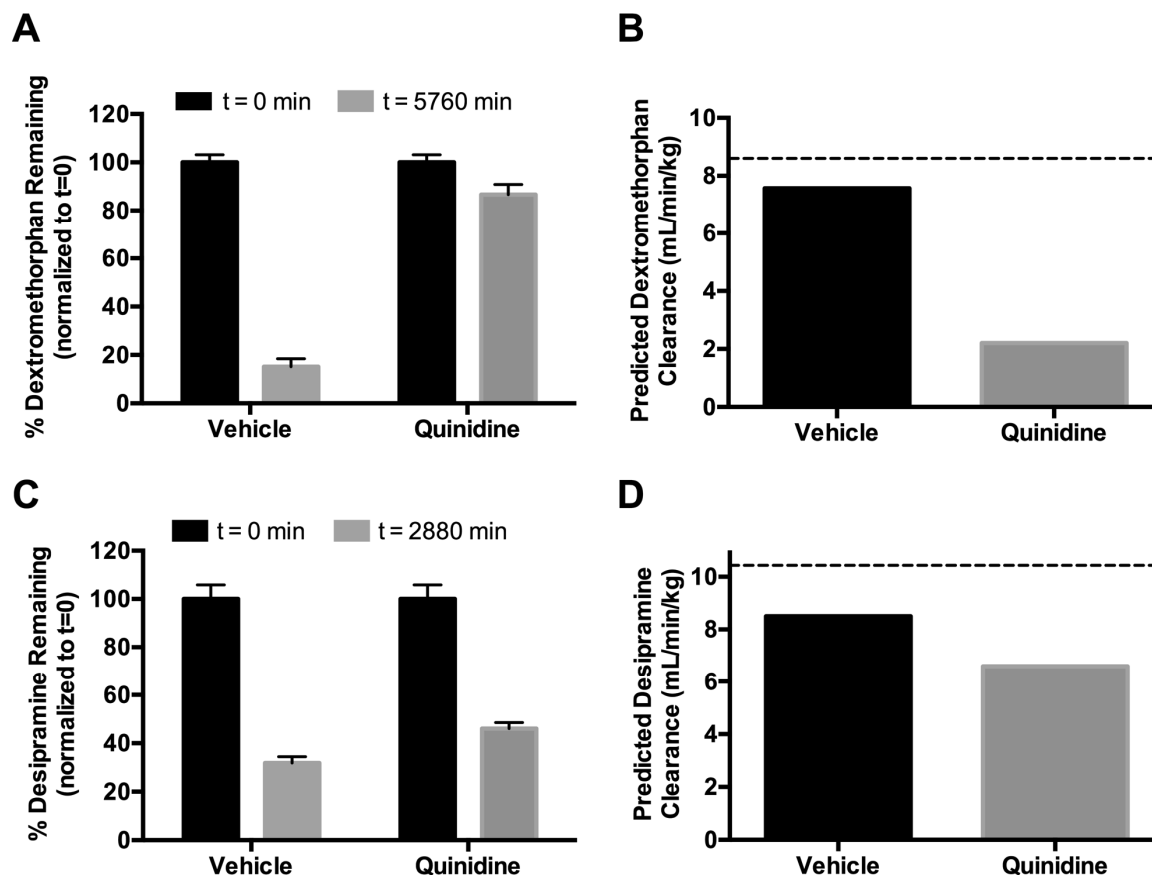 A
% Dextromethorphan Remaining
(normalized to t=0)
t = 0 min
t = 5760 min
120
100
80
60
40
20
0
Vehicle
Quinidine
B
Predicted Dextromethorphan
Clearance (mL/min/kg)
10
8
6
4
2
0
Vehicle
Quinidine
C
% Desipramine Remaining
(normalized to t=0)
t = 0 min
t = 2880 min
120
100
80
60
40
20
0
Vehicle
Quinidine
D
Predicted Desipramine
Clearance (mL/min/kg)
10
8
6
4
2
0
Vehicle
Quinidine